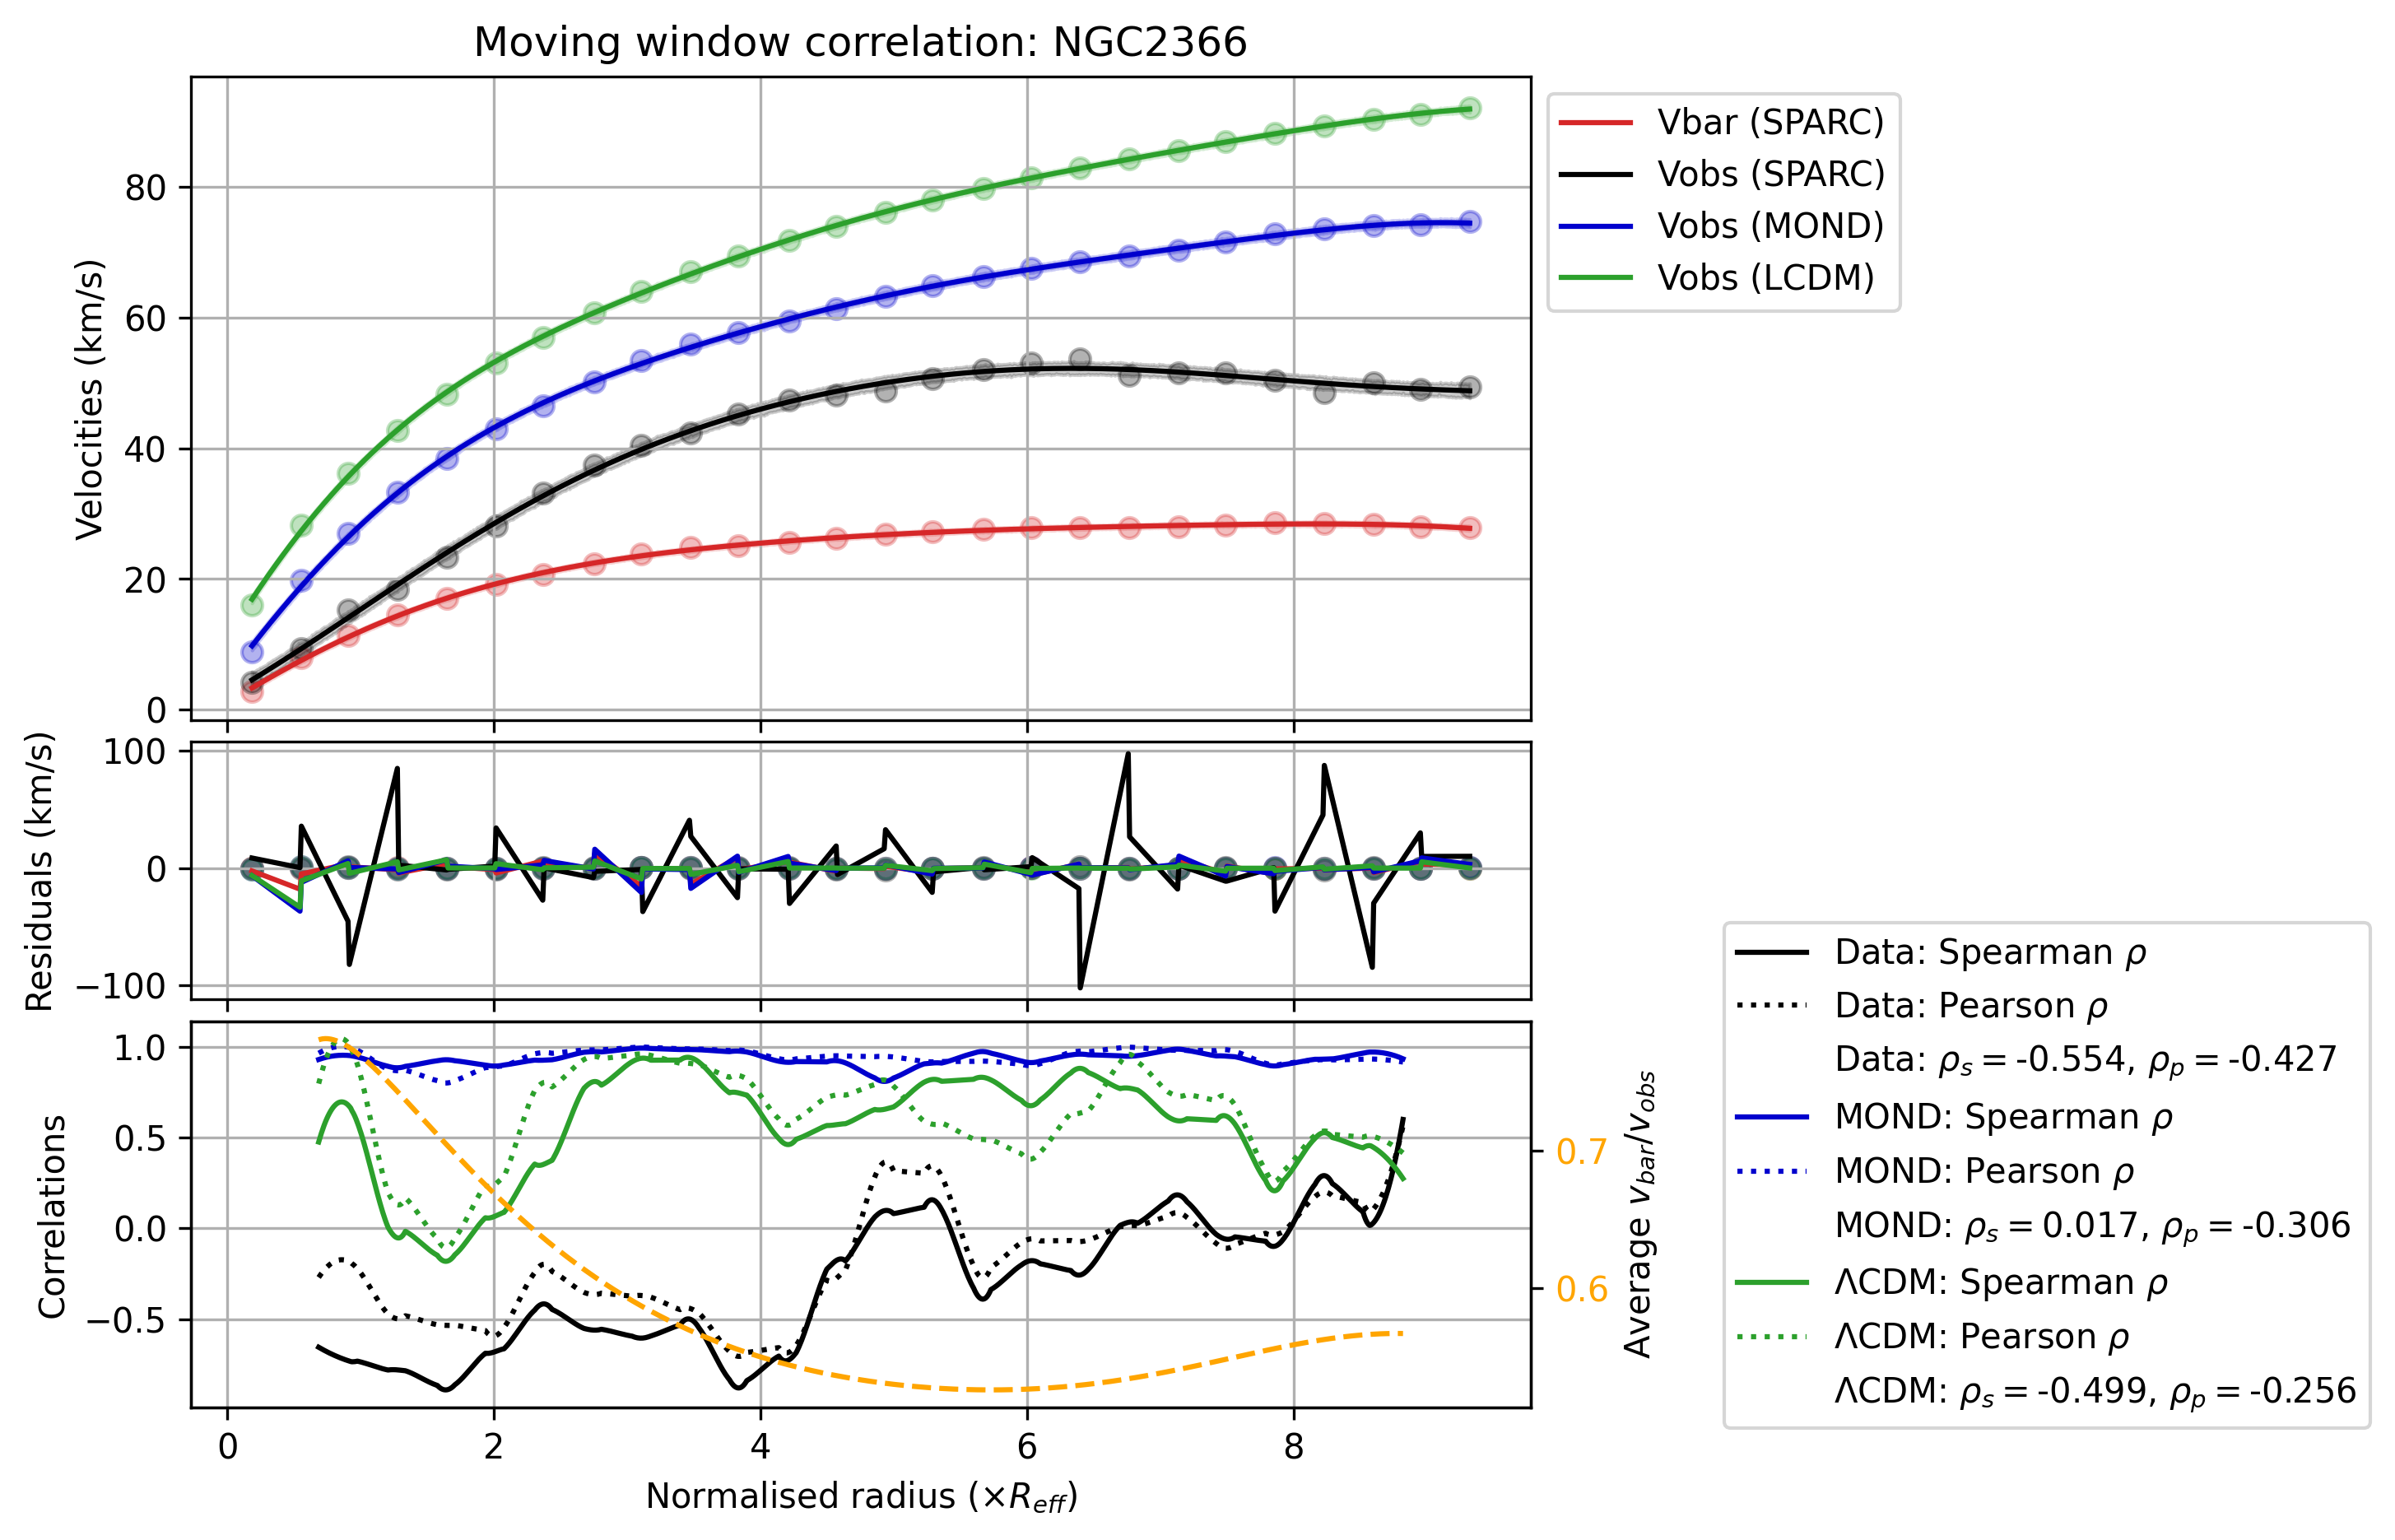 Moving window correlation: NGC2366
Velocities (km/s)
80
60
40
20
0
Vbar (SPARC)
Vobs (SPARC)
Vobs (MOND)
Vobs (LCDM)
Residuals (km/s)
100
0
−100
Correlations
1.0
0.5
0.0
−0.5
0.7
0.6
Average v_bar/v_obs
0 2 4 6 8
Normalised radius (×R_eff)
Data: Spearman ρ
Data: Pearson ρ
Data: ρ_s = -0.554, ρ_p = -0.427
MOND: Spearman ρ
MOND: Pearson ρ
MOND: ρ_s = 0.017, ρ_p = -0.306
ΛCDM: Spearman ρ
ΛCDM: Pearson ρ
ΛCDM: ρ_s = -0.499, ρ_p = -0.256